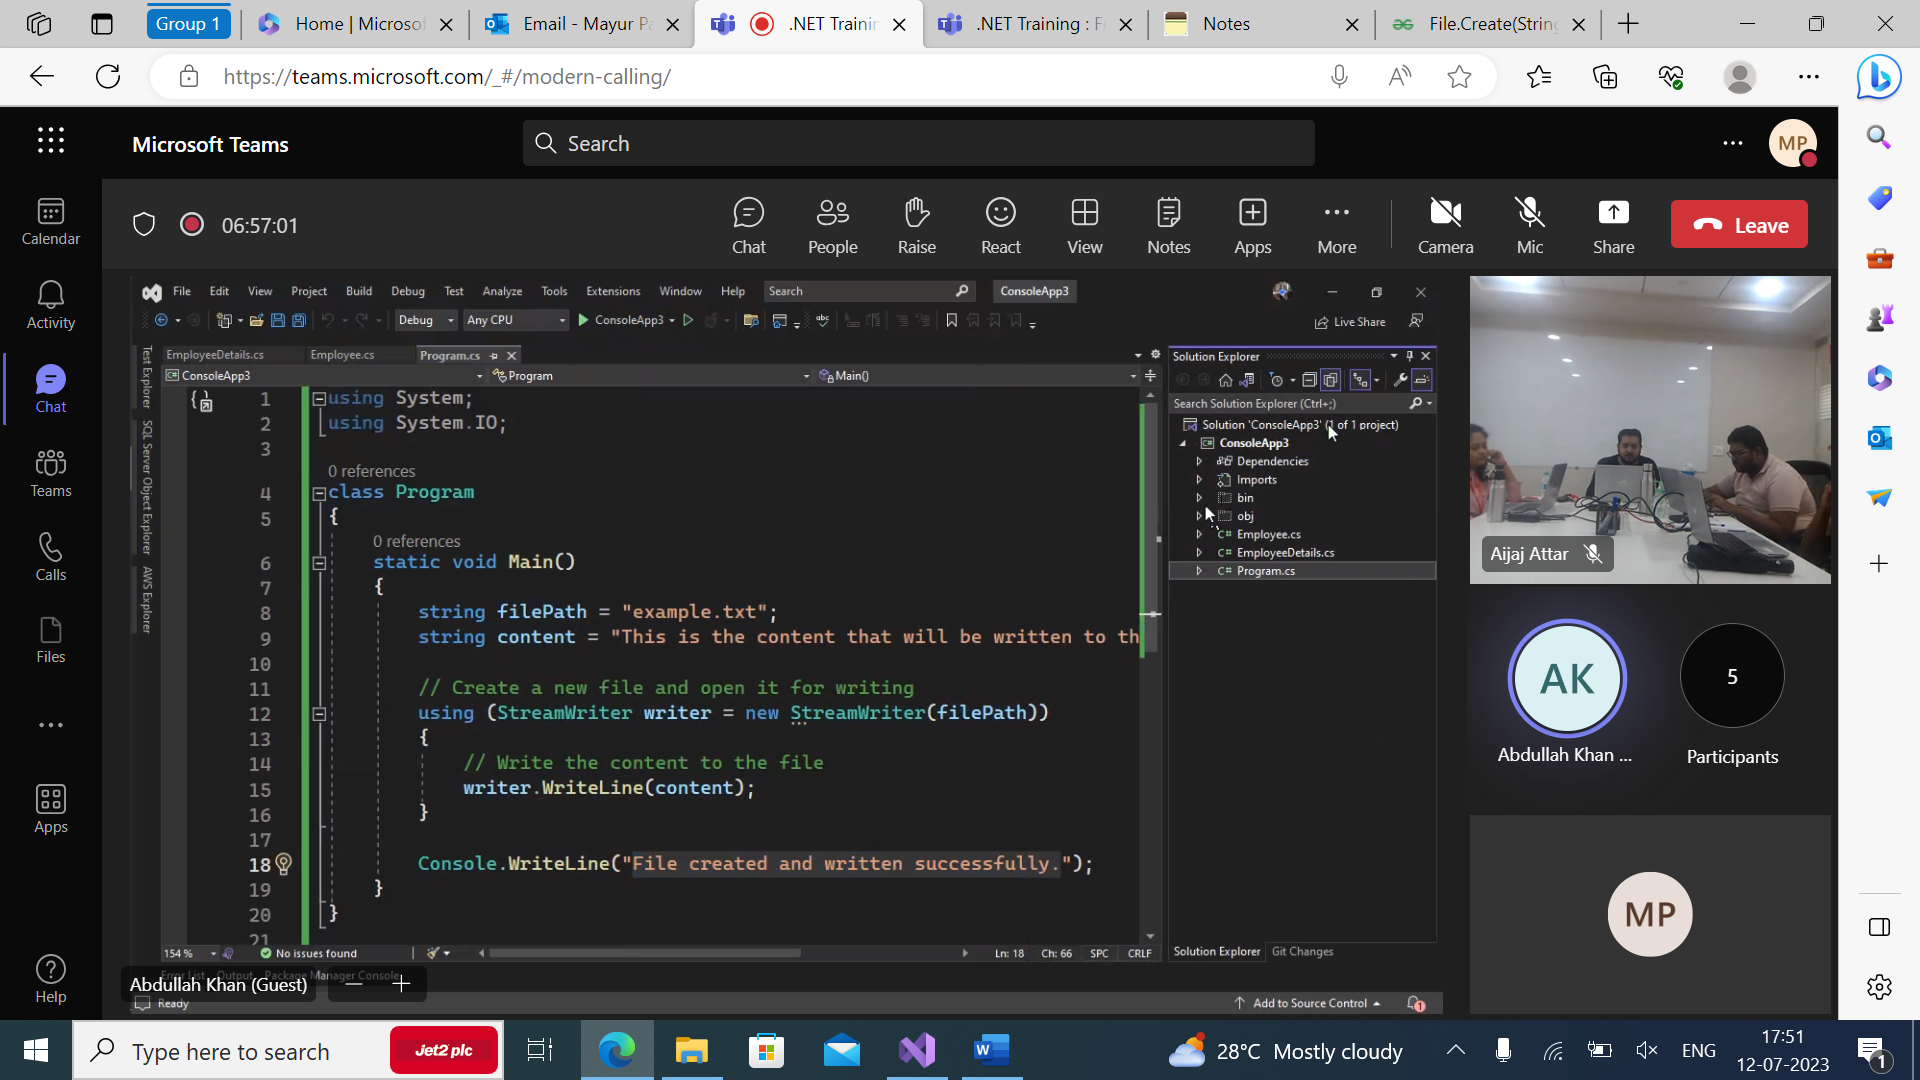 Group 1
Home | Microsof
Email - Mayur Pa
.NET Trainin
.NET Training : F
Notes
File.Create(String
https://teams.microsoft.com/_#/modern-calling/
Microsoft Teams
Search
MP
06:57:01
Chat
People
Raise
React
View
Notes
Apps
More
Camera
Mic
Share
Leave
Calendar
Activity
Chat
Teams
Calls
Files
Apps
Help
File Edit View Project Build Debug Test Analyze Tools Extensions Window Help
Search
ConsoleApp3
Debug
Any CPU
ConsoleApp3
Live Share
Test Explorer
SQL Server Object Explorer
AWS Explorer
EmployeeDetails.cs
Employee.cs
Program.cs
ConsoleApp3
Program
Main()
1 using System;
2 using System.IO;
3
0 references
4 class Program
5 {
0 references
6 static void Main()
7 {
8 string filePath = "example.txt";
9 string content = "This is the content that will be written to th
10
11 // Create a new file and open it for writing
12 using (StreamWriter writer = new StreamWriter(filePath))
13 {
14 // Write the content to the file
15 writer.WriteLine(content);
16 }
17
18 Console.WriteLine("File created and written successfully.");
19 }
20 }
21
154 %
No issues found
Ln: 18
Ch: 66
SPC
CRLF
Error List Output Package Manager Console
Abdullah Khan (Guest)
Ready
Add to Source Control
1
Solution Explorer
Search Solution Explorer (Ctrl+;)
Solution 'ConsoleApp3' (1 of 1 project)
ConsoleApp3
Dependencies
Imports
bin
obj
C# Employee.cs
C# EmployeeDetails.cs
C# Program.cs
Solution Explorer
Git Changes
Aijaj Attar
AK
Abdullah Khan ...
5
Participants
MP
Type here to search
Jet2 plc
28°C Mostly cloudy
ENG
17:51
12-07-2023
1